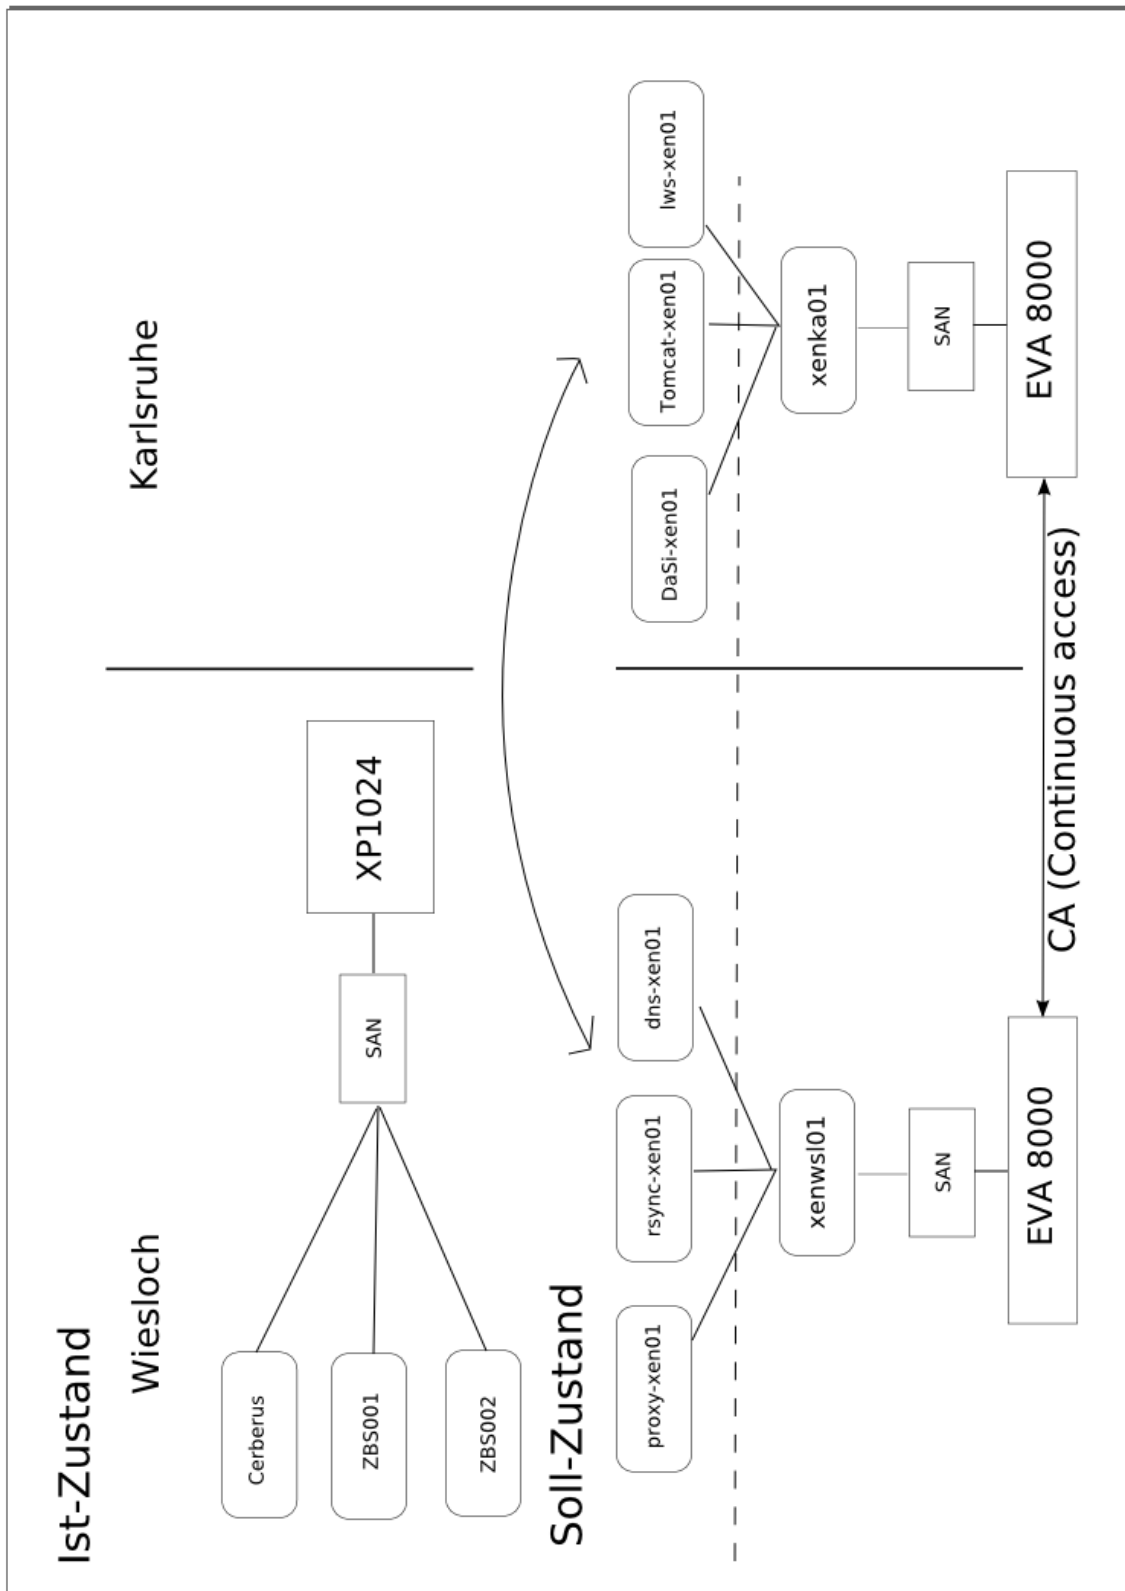 Ist-Zustand
Wiesloch
Karlsruhe
Cerberus
ZBS001
ZBS002
SAN
XP1024
Soll-Zustand
proxy-xen01
rsync-xen01
dns-xen01
DaSi-xen01
Tomcat-xen01
lws-xen01
xenwsl01
xenka01
SAN
SAN
EVA 8000
CA (Continuous access)
EVA 8000